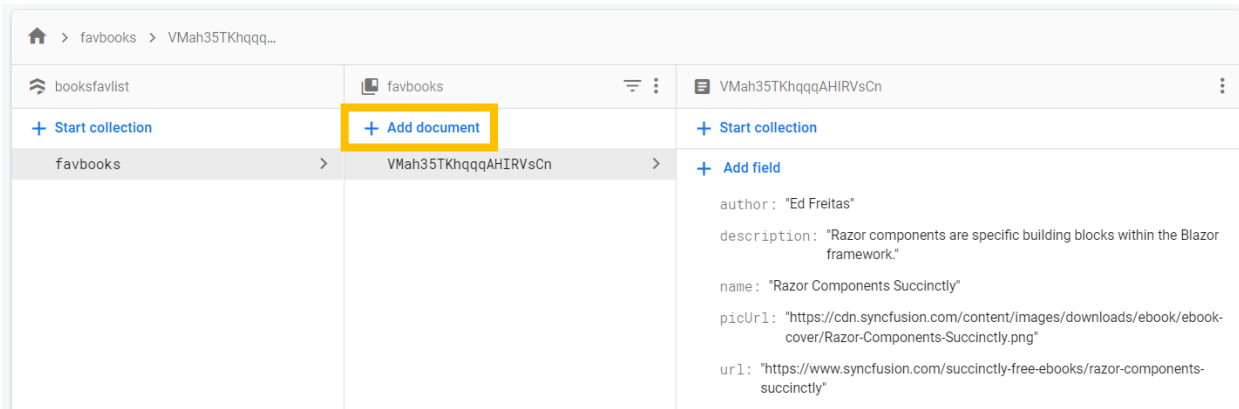 > favbooks > VMah35TKhqqq...
booksfavlist
favbooks
VMah35TKhqqqAHIRVsCn
+ Start collection
+ Add document
+ Start collection
favbooks >
VMah35TKhqqqAHIRVsCn >
+ Add field
author: "Ed Freitas"
description: "Razor components are specific building blocks within the Blazor
framework."
name: "Razor Components Succinctly"
picUrl: "https://cdn.syncfusion.com/content/images/downloads/ebook/ebook-
cover/Razor-Components-Succinctly.png"
url: "https://www.syncfusion.com/succinctly-free-ebooks/razor-components-
succinctly"